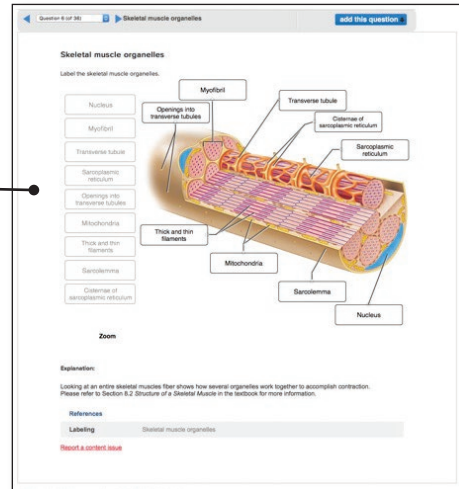 Question 6 (of 36)
Skeletal muscle organelles
add this question
Skeletal muscle organelles
Label the skeletal muscle organelles.
Nucleus
Myofibril
Transverse tubule
Sarcoplasmic
reticulum
Openings into
transverse tubules
Mitochondria
Thick and thin
filaments
Sarcolemma
Cisternae of
sarcoplasmic reticulum
Myofibril
Openings into
transverse tubules
Transverse tubule
Cisternae of
sarcoplasmic reticulum
Sarcoplasmic
reticulum
Thick and thin
filaments
Mitochondria
Sarcolemma
Nucleus
Zoom
Explanation:
Looking at an entire skeletal muscles fiber shows how several organelles work together to accomplish contraction.
Please refer to Section 8.2 Structure of a Skeletal Muscle in the textbook for more information.
References
Labeling Skeletal muscle organelles
Report a content issue